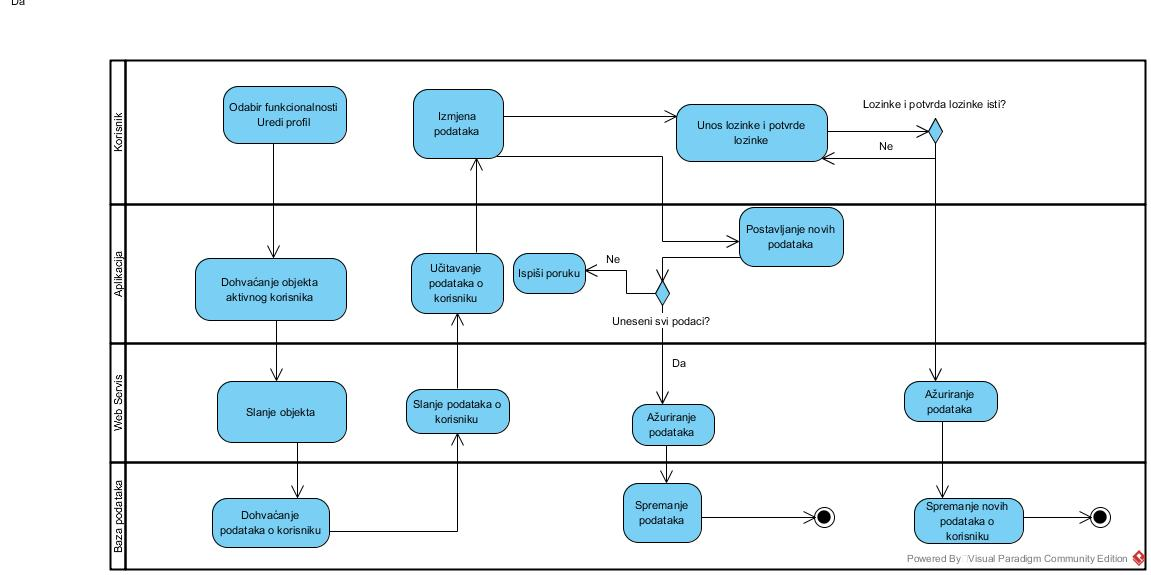 Da
Korisnik
Odabir funkcionalnosti
Uredi profil
Izmjena
podataka
Unos lozinke i potvrde
lozinke
Lozinke i potvrda lozinke isti?
Ne
Aplikacija
Dohvaćanje objekta
aktivnog korisnika
Učitavanje
podataka o
korisniku
Ispiši poruku
Ne
Postavljanje novih
podataka
Uneseni svi podaci?
Web Servis
Slanje objekta
Slanje podataka o
korisniku
Da
Ažuriranje
podataka
Ažuriranje
podataka
Baza podataka
Dohvaćanje
podataka o korisniku
Spremanje
podataka
Spremanje novih
podataka o
korisniku
Powered By Visual Paradigm Community Edition